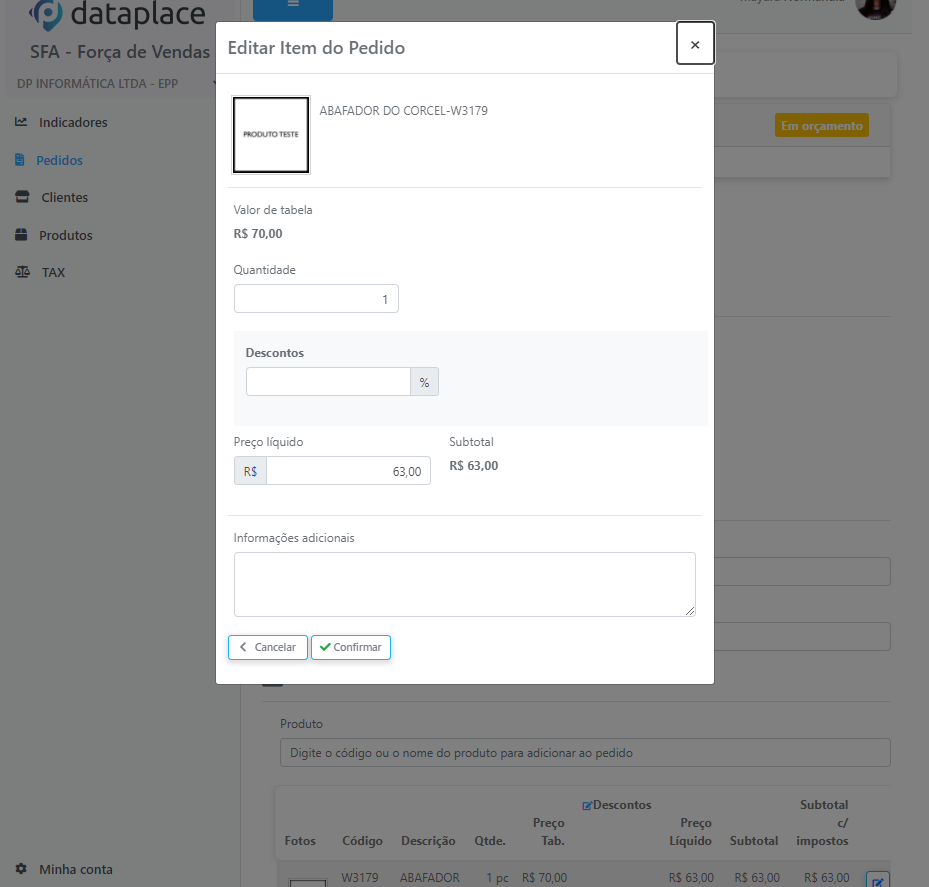 dataplace
SFA - Força de Vendas
DP INFORMÁTICA LTDA - EPP
Indicadores
Pedidos
Clientes
Produtos
TAX
Minha conta
Editar Item do Pedido
×
PRODUTO TESTE
ABAFADOR DO CORCEL-W3179
Valor de tabela
R$ 70,00
Quantidade
1
Descontos
%
Preço líquido
Subtotal
R$ 63,00
R$
63,00
Informações adicionais
Cancelar
Confirmar
Em orçamento
Produto
Digite o código ou o nome do produto para adicionar ao pedido
Fotos
Código
Descrição
Qtde.
Preço
Tab.
Descontos
Preço
Líquido
Subtotal
Subtotal
c/
impostos
W3179
ABAFADOR
1 pc
R$ 70,00
R$ 63,00
R$ 63,00
R$ 63,00